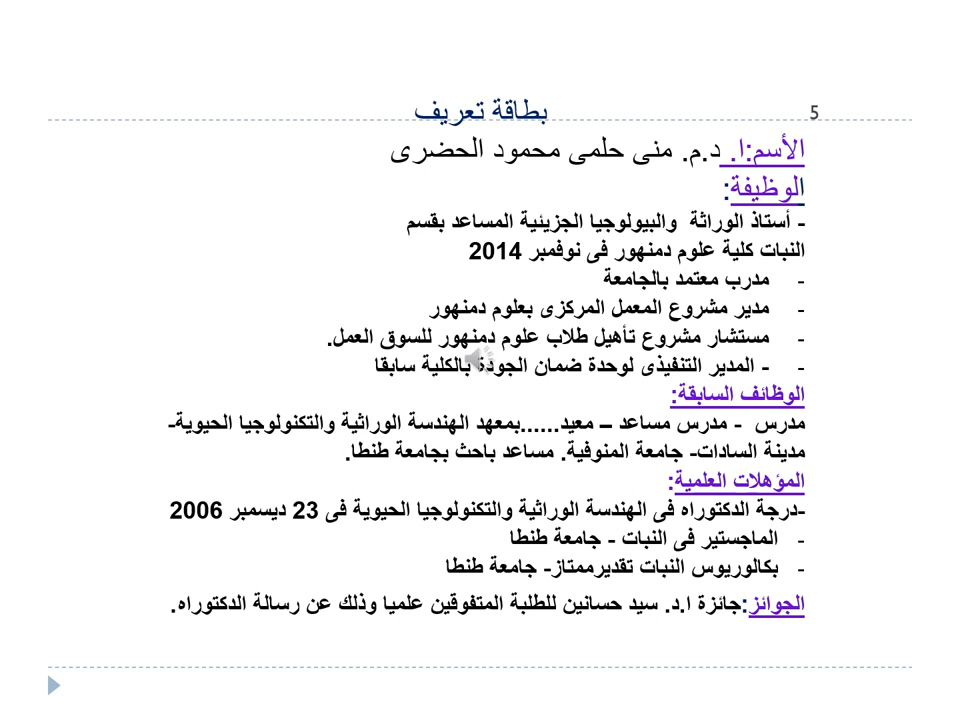 5
بطاقة تعريف
الأسم:ا. د.م. منى حلمى محمود الحضرى
الوظيفة:
- أستاذ الوراثة والبيولوجيا الجزيئية المساعد بقسم
النبات كلية علوم دمنهور فى نوفمبر 2014
- مدرب معتمد بالجامعة
- مدير مشروع المعمل المركزى بعلوم دمنهور
- مستشار مشروع تأهيل طلاب علوم دمنهور للسوق العمل.
- - المدير التنفيذى لوحدة ضمان الجودة بالكلية سابقا
الوظائف السابقة:
مدرس - مدرس مساعد – معيد......بمعهد الهندسة الوراثية والتكنولوجيا الحيوية-
مدينة السادات- جامعة المنوفية. مساعد باحث بجامعة طنطا.
المؤهلات العلمية:
-درجة الدكتوراه فى الهندسة الوراثية والتكنولوجيا الحيوية فى 23 ديسمبر 2006
- الماجستير فى النبات - جامعة طنطا
- بكالوريوس النبات تقديرممتاز- جامعة طنطا
الجوائز:جائزة ا.د. سيد حسانين للطلبة المتفوقين علميا وذلك عن رسالة الدكتوراه.